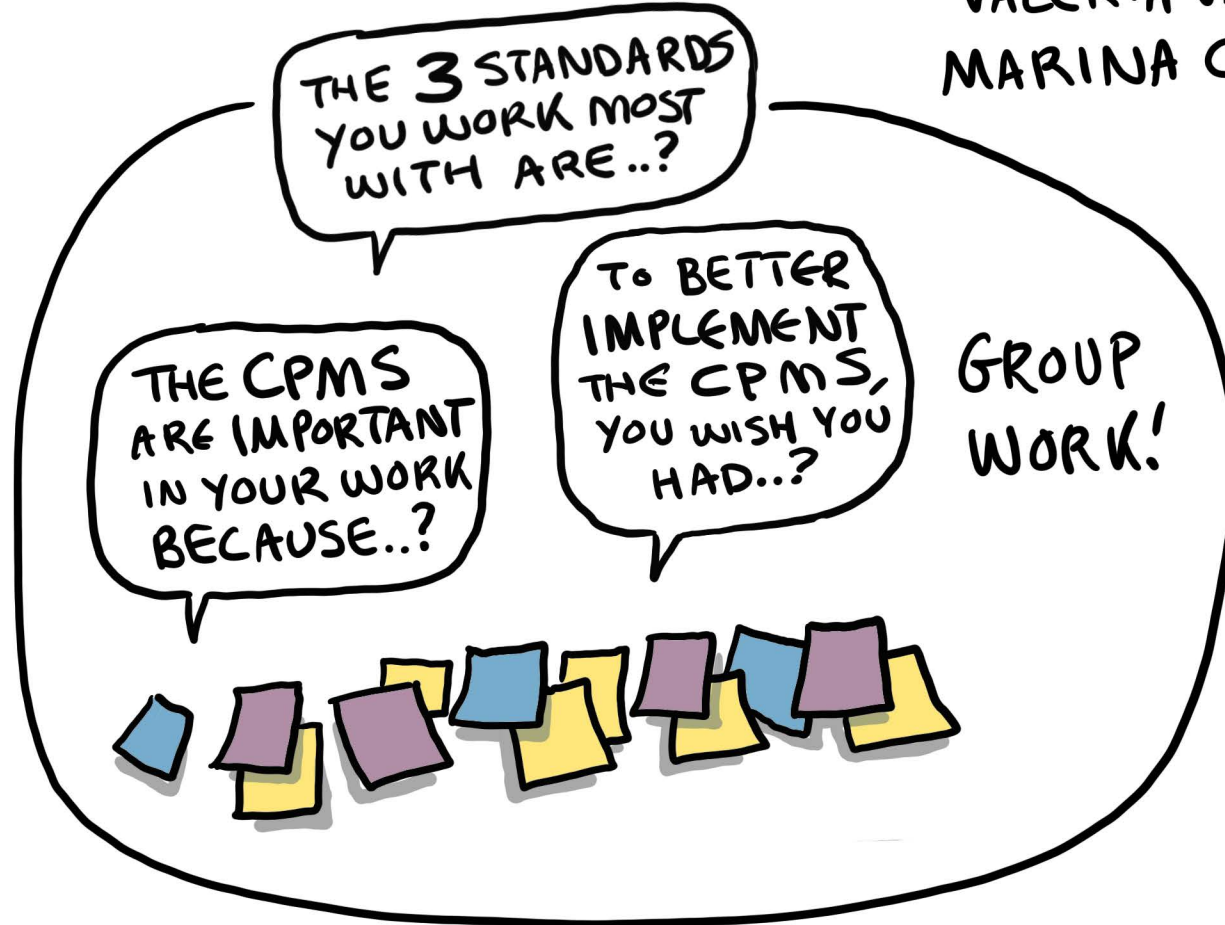 MARINA
THE 3 STANDARDS
YOU WORK MOST
WITH ARE..?
TO BETTER
IMPLEMENT
THE CPMS,
YOU WISH YOU
HAD..?
THE CPMS
ARE IMPORTANT
IN YOUR WORK
BECAUSE..?
GROUP
WORK!